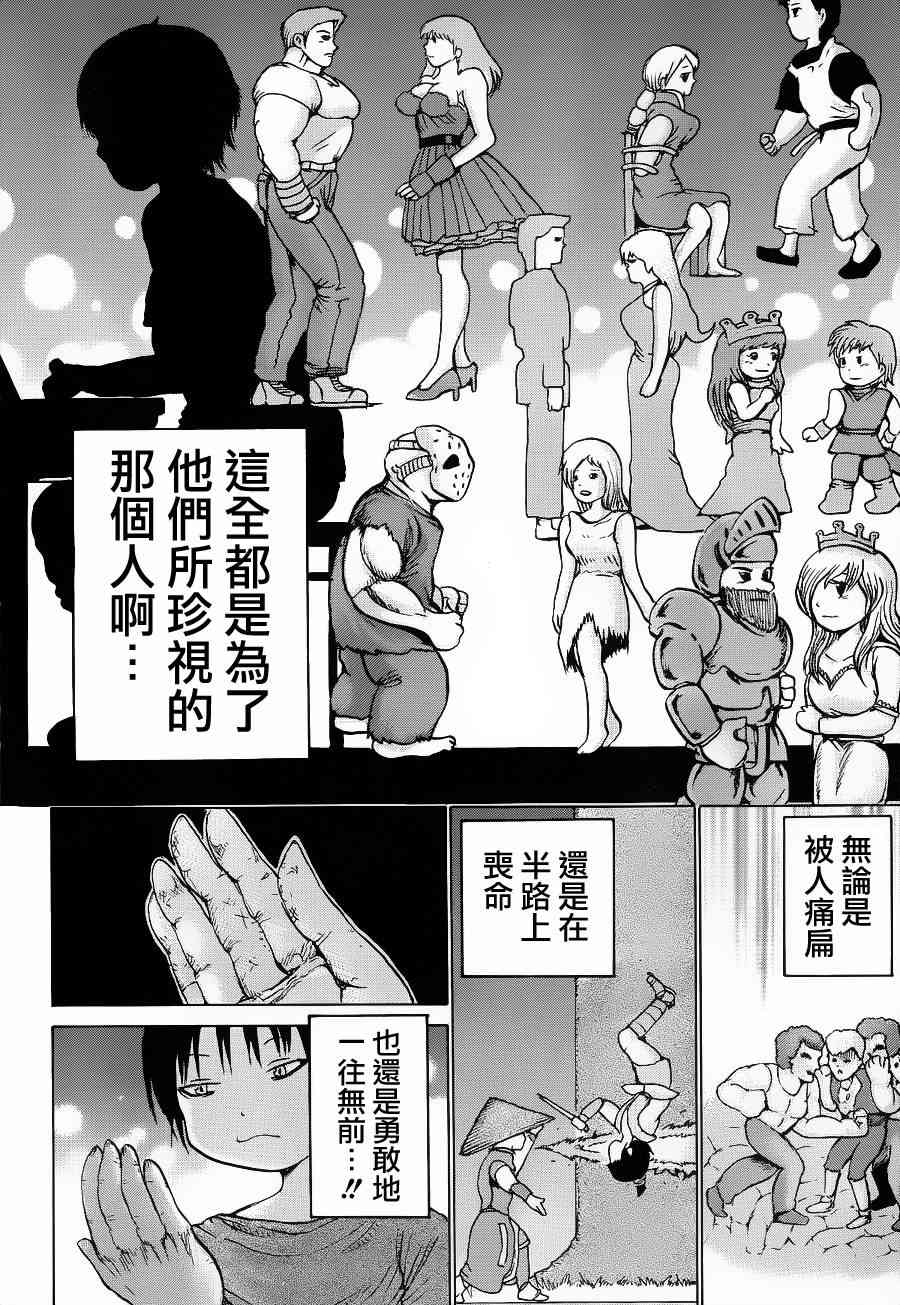 這全都是為了
他們所珍視的
那個人啊…
無論是
被人痛扁
還是在
半路上
喪命
也還是勇敢地
一往無前…!!